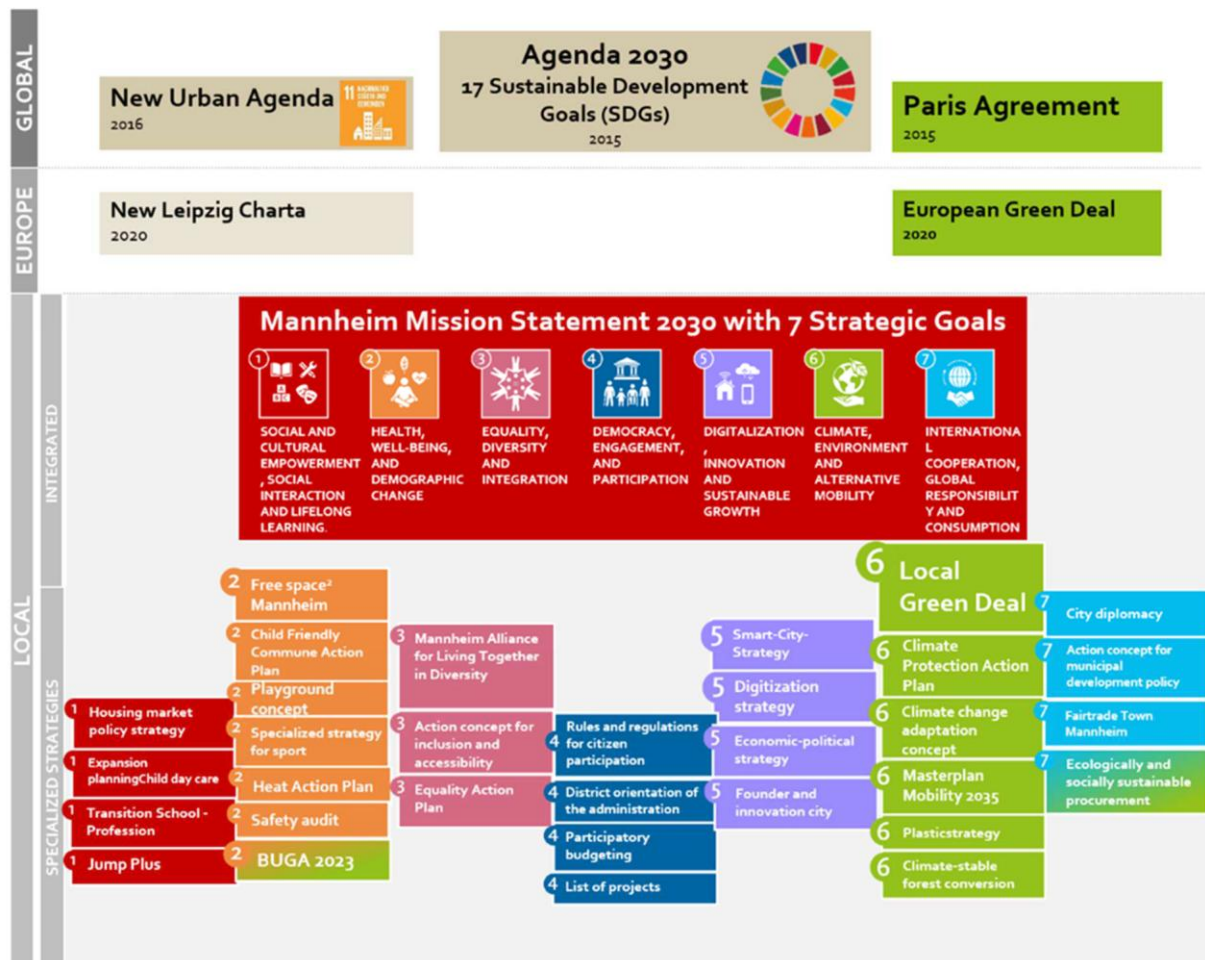 GLOBAL
Agenda 2030
17 Sustainable Development
Goals (SDGs)
2015
New Urban Agenda
2016
11
Paris Agreement
2015
EUROPE
New Leipzig Charta
2020
European Green Deal
2020
LOCAL
INTEGRATED
Mannheim Mission Statement 2030 with 7 Strategic Goals
1
SOCIAL AND
CULTURAL
EMPOWERMENT
, SOCIAL
INTERACTION
AND LIFELONG
LEARNING.
2
HEALTH,
WELL-BEING,
AND
DEMOGRAPHIC
CHANGE
3
EQUALITY,
DIVERSITY
AND
INTEGRATION
4
DEMOCRACY,
ENGAGEMENT,
AND
PARTICIPATION
5
DIGITALIZATION
,
INNOVATION
AND
SUSTAINABLE
GROWTH
6
CLIMATE,
ENVIRONMENT
AND
ALTERNATIVE
MOBILITY
7
INTERNATIONA
L
COOPERATION,
GLOBAL
RESPONSIBILIT
Y AND
CONSUMPTION
SPECIALIZED STRATEGIES
1 Housing market
policy strategy
1 Expansion
planningChild day care
1 Transition School -
Profession
1 Jump Plus
2 Free space²
Mannheim
2 Child Friendly
Commune Action
Plan
2 Playground
concept
2 Specialized strategy
for sport
2 Heat Action Plan
2 Safety audit
2 BUGA 2023
3 Mannheim Alliance
for Living Together
in Diversity
3 Action concept for
inclusion and
accessibility
3 Equality Action
Plan
Rules and regulations
4 for citizen
participation
4 District orientation of
the administration
4 Participatory
budgeting
4 List of projects
5 Smart-City-
Strategy
5 Digitization
strategy
5 Economic-political
strategy
5 Founder and
innovation city
6 Local
Green Deal
6 Climate
Protection Action
Plan
6 Climate change
adaptation
concept
6 Masterplan
Mobility 2035
6 Plasticstrategy
6 Climate-stable
forest conversion
7 City diplomacy
7 Action concept for
municipal
development policy
7 Fairtrade Town
Mannheim
7 Ecologically and
socially sustainable
procurement